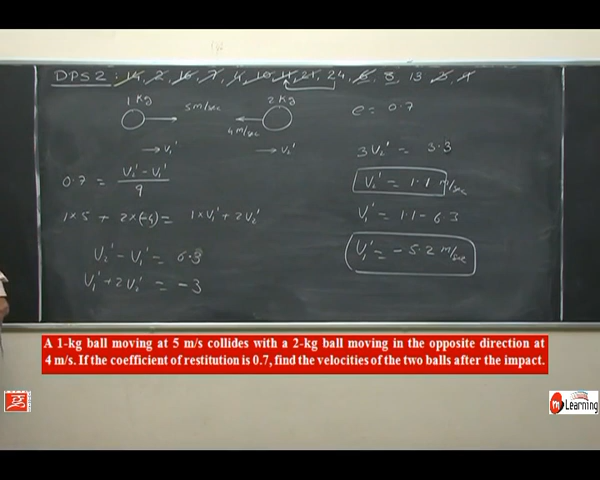 DPS 2 : 14, 2, 16, 7, 4, 10, 11, 21, 24, 6, 8, 13
1 Kg
2 Kg
5 m/sec
4 m/sec
→ V₁'
→ V₂'
0.7 = V₂' - V₁' / 9
1 × 5 + 2 × (-4) = 1 × V₁' + 2 V₂'
V₂' - V₁' = 6.3
V₁' + 2V₂' = -3
e = 0.7
3V₂' = 3.3
V₂' = 1.1 m/sec
V₁' = 1.1 - 6.3
V₁' = -5.2 m/sec
A 1-kg ball moving at 5 m/s collides with a 2-kg ball moving in the opposite direction at
4 m/s. If the coefficient of restitution is 0.7, find the velocities of the two balls after the impact.
Learning